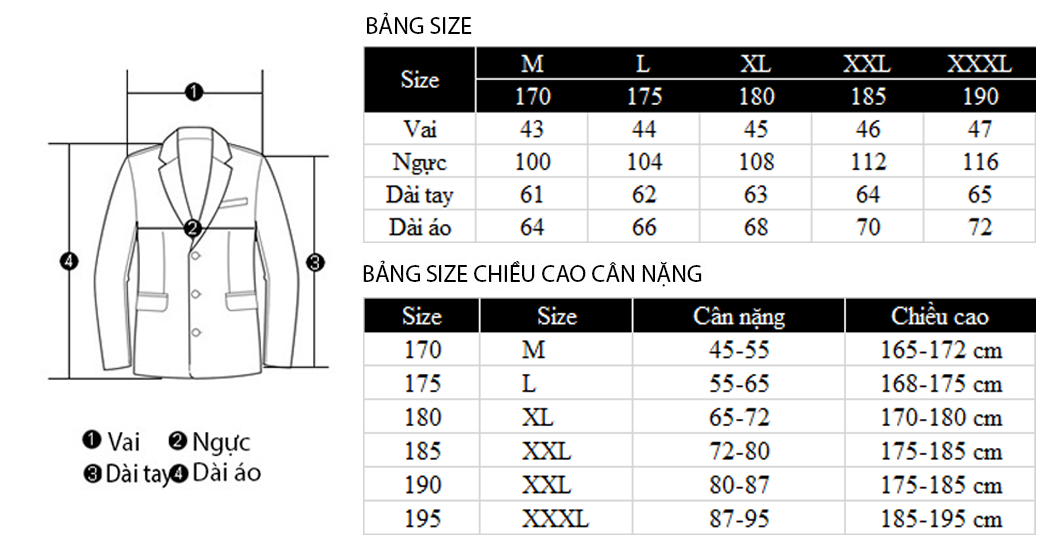 BẢNG SIZE
Size M L XL XXL XXXL
170 175 180 185 190
Vai 43 44 45 46 47
Ngực 100 104 108 112 116
Dài tay 61 62 63 64 65
Dài áo 64 66 68 70 72
BẢNG SIZE CHIỀU CAO CÂN NẶNG
Size Size Cân nặng Chiều cao
170 M 45-55 165-172 cm
175 L 55-65 168-175 cm
180 XL 65-72 170-180 cm
185 XXL 72-80 175-185 cm
190 XXL 80-87 175-185 cm
195 XXXL 87-95 185-195 cm
1
2
3
4
1 Vai 2 Ngực
3 Dài tay 4 Dài áo